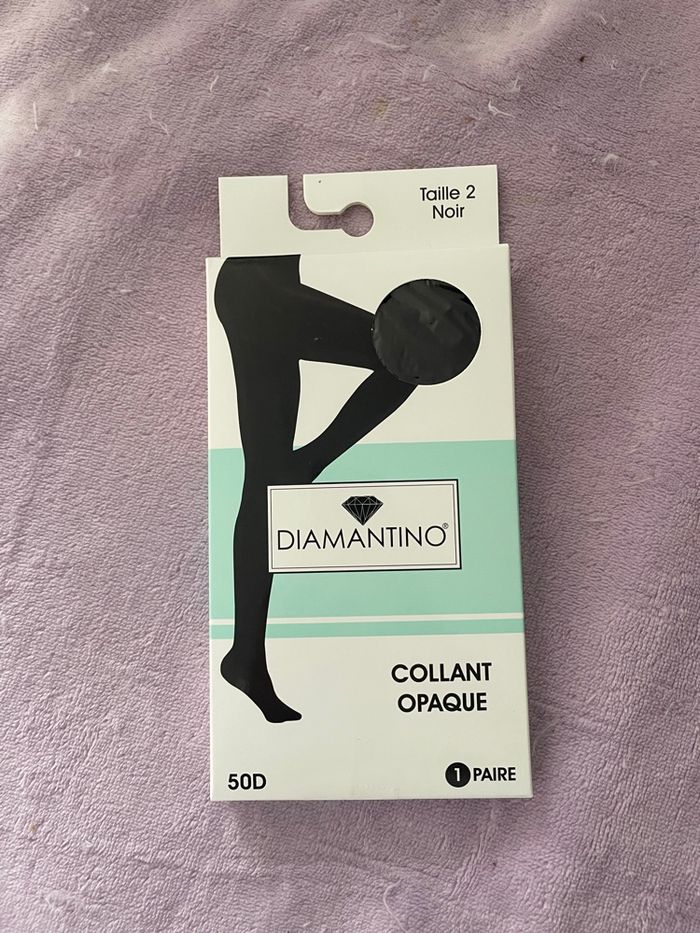 Taille 2
Noir
DIAMANTINO®
COLLANT
OPAQUE
50D
1 PAIRE